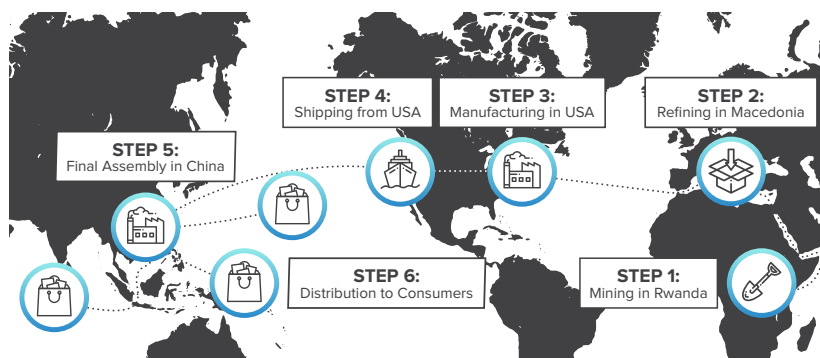 STEP 4:
Shipping from USA
STEP 3:
Manufacturing in USA
STEP 2:
Refining in Macedonia
STEP 5:
Final Assembly in China
STEP 6:
Distribution to Consumers
STEP 1:
Mining in Rwanda